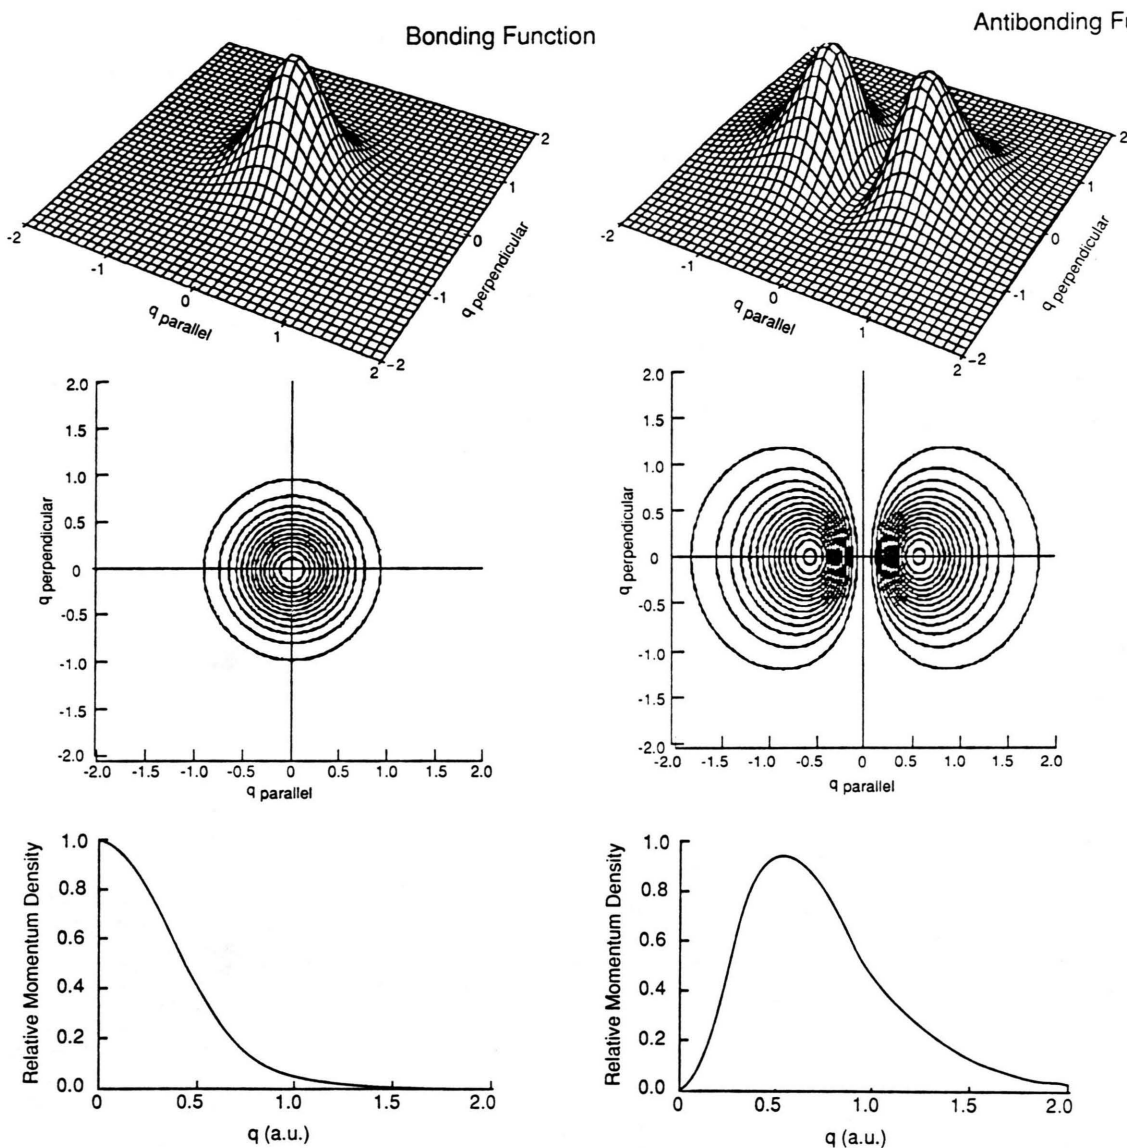 Bonding Function
Antibonding Fu
2
1
0
-1
-2
q perpendicular
-2
-1
0
1
2
q parallel
2
1
0
-1
-2
q perpendicular
-2
-1
0
1
2
q parallel
2.0
1.5
1.0
0.5
0
-0.5
-1.0
-1.5
-2.0
q perpendicular
-2.0 -1.5 -1.0 -0.5 0 0.5 1.0 1.5 2.0
q parallel
2.0
1.5
1.0
0.5
0
-0.5
-1.0
-1.5
-2.0
q perpendicular
-2.0 -1.5 -1.0 -0.5 0 0.5 1.0 1.5 2.0
q parallel
1.0
0.8
0.6
0.4
0.2
0.0
Relative Momentum Density
0 0.5 1.0 1.5 2.0
q (a.u.)
1.0
0.8
0.6
0.4
0.2
0.0
Relative Momentum Density
0 0.5 1.0 1.5 2.0
q (a.u.)